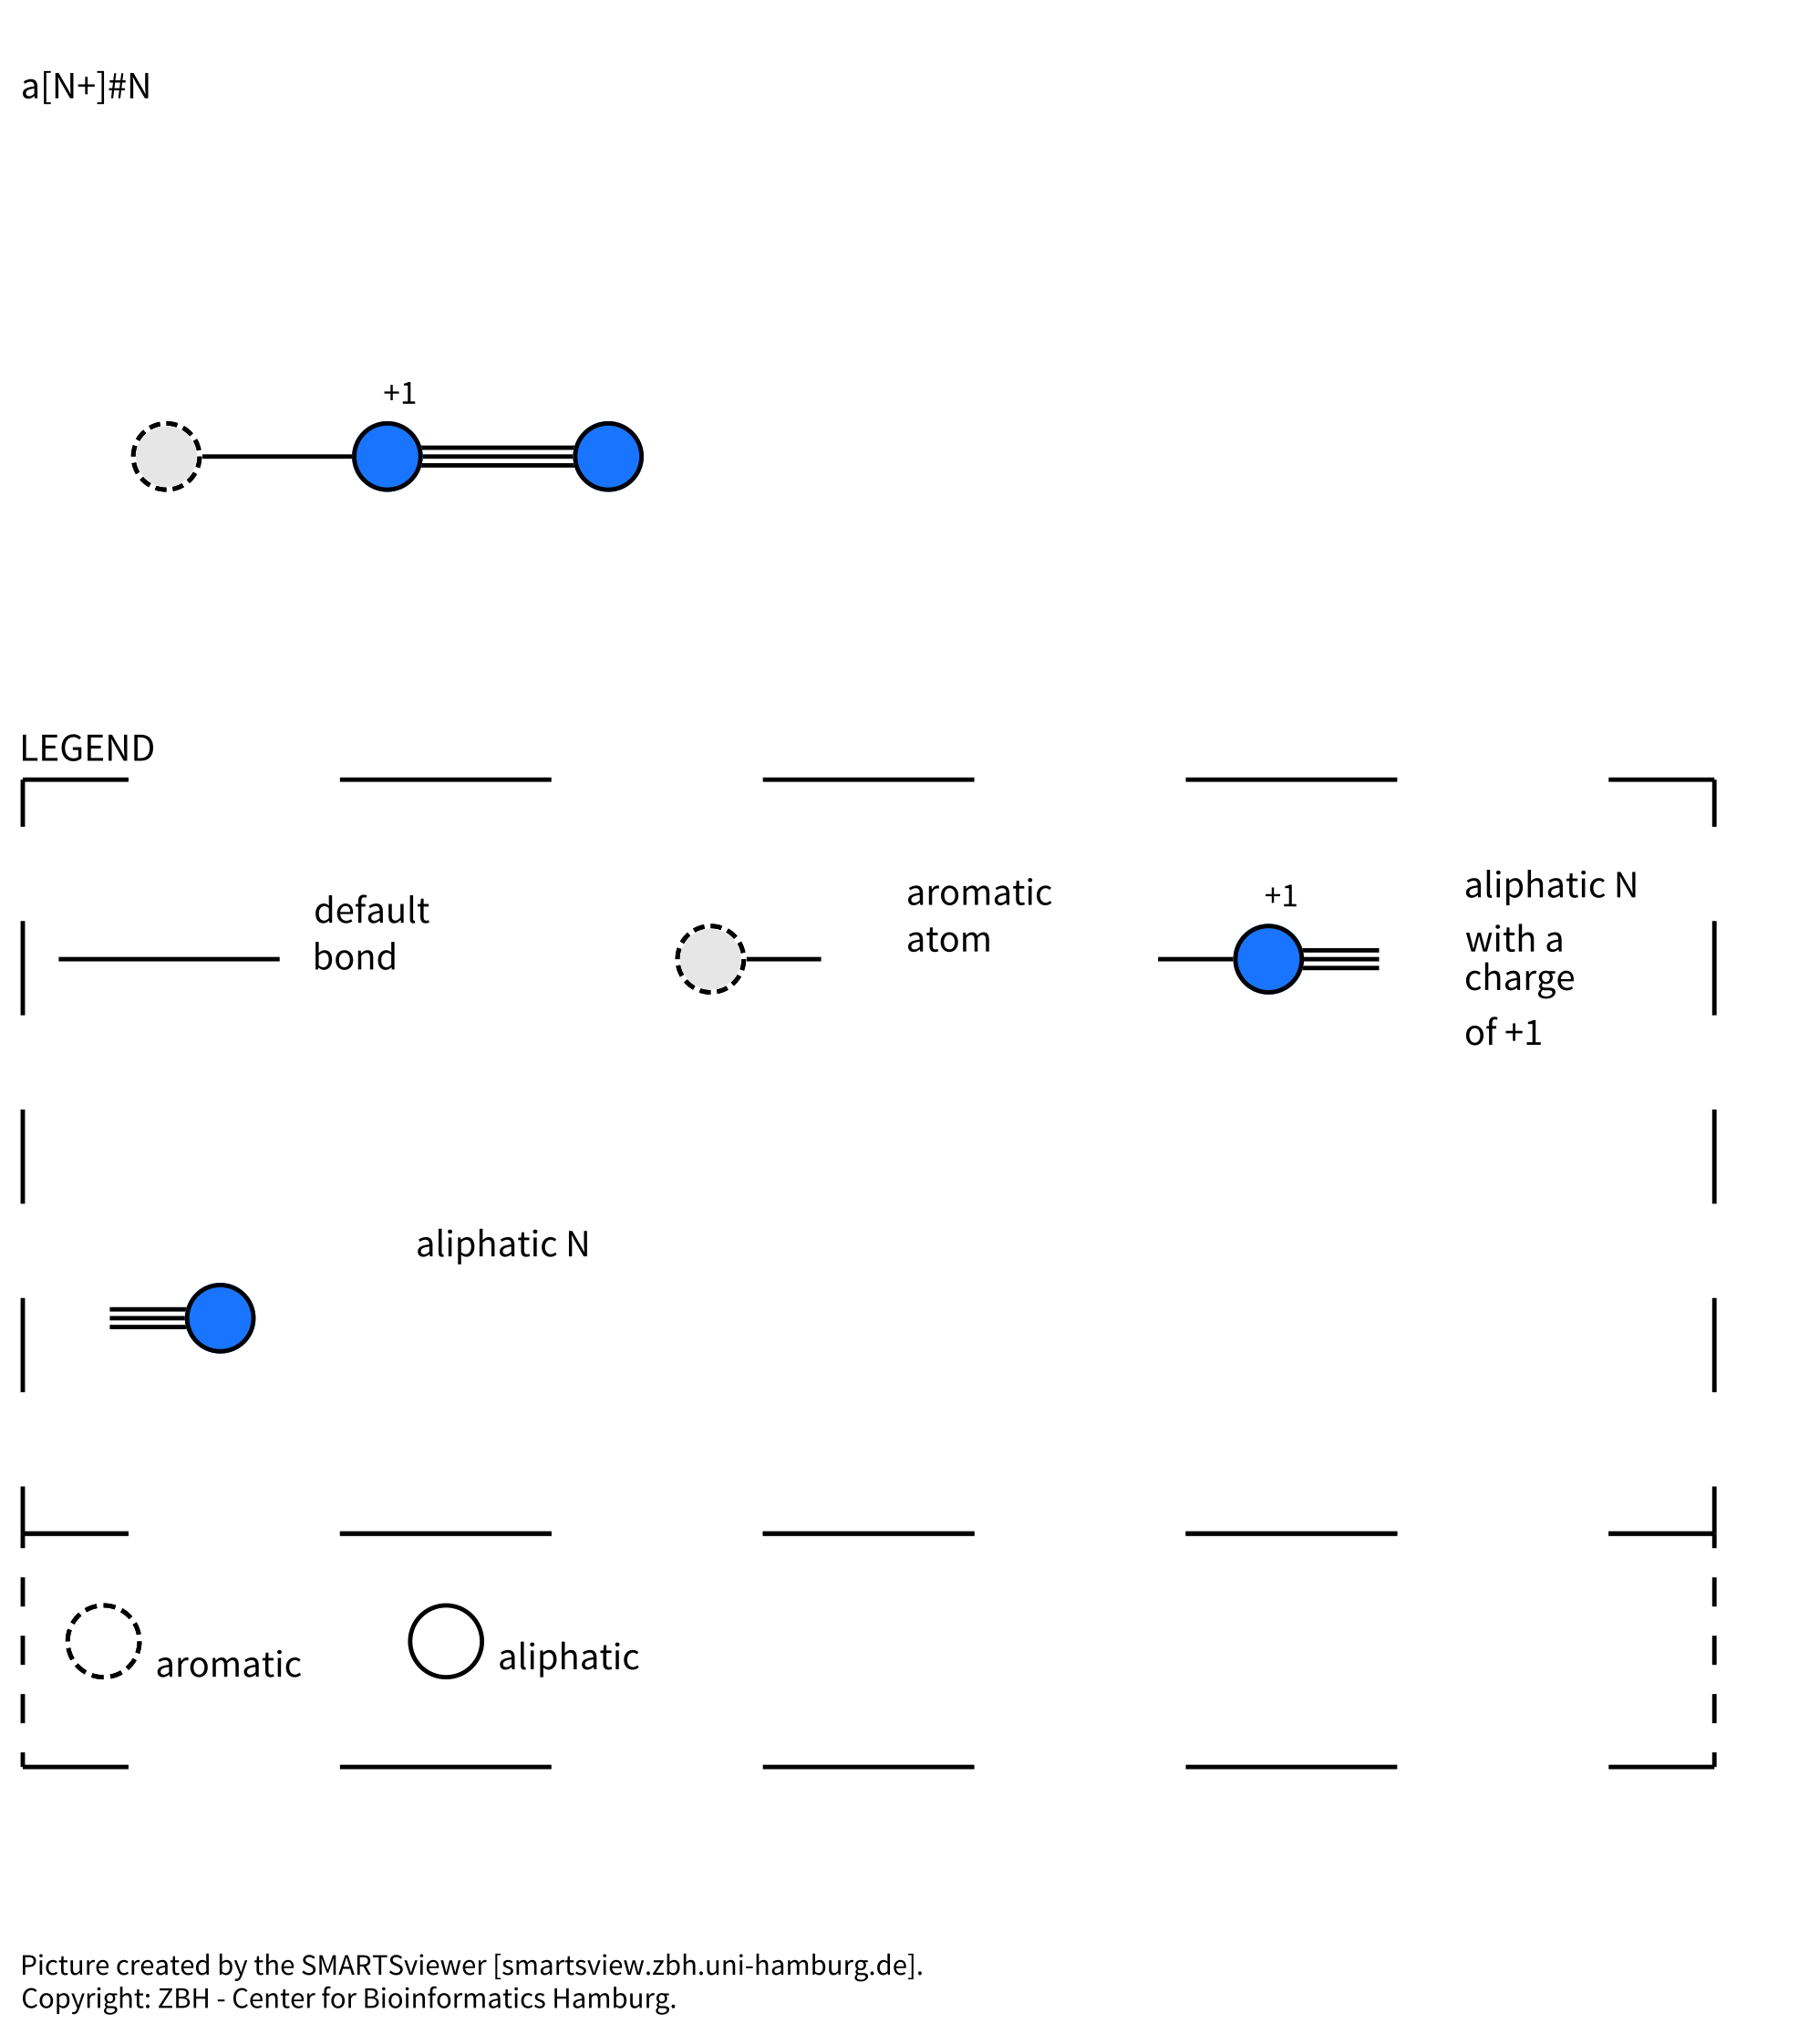 a[N+]#N
+1
LEGEND
default
bond
aromatic
atom
+1
aliphatic N
with a
charge
of +1
aliphatic N
aromatic
aliphatic
Picture created by the SMARTSviewer [smartsview.zbh.uni-hamburg.de].
Copyright: ZBH - Center for Bioinformatics Hamburg.